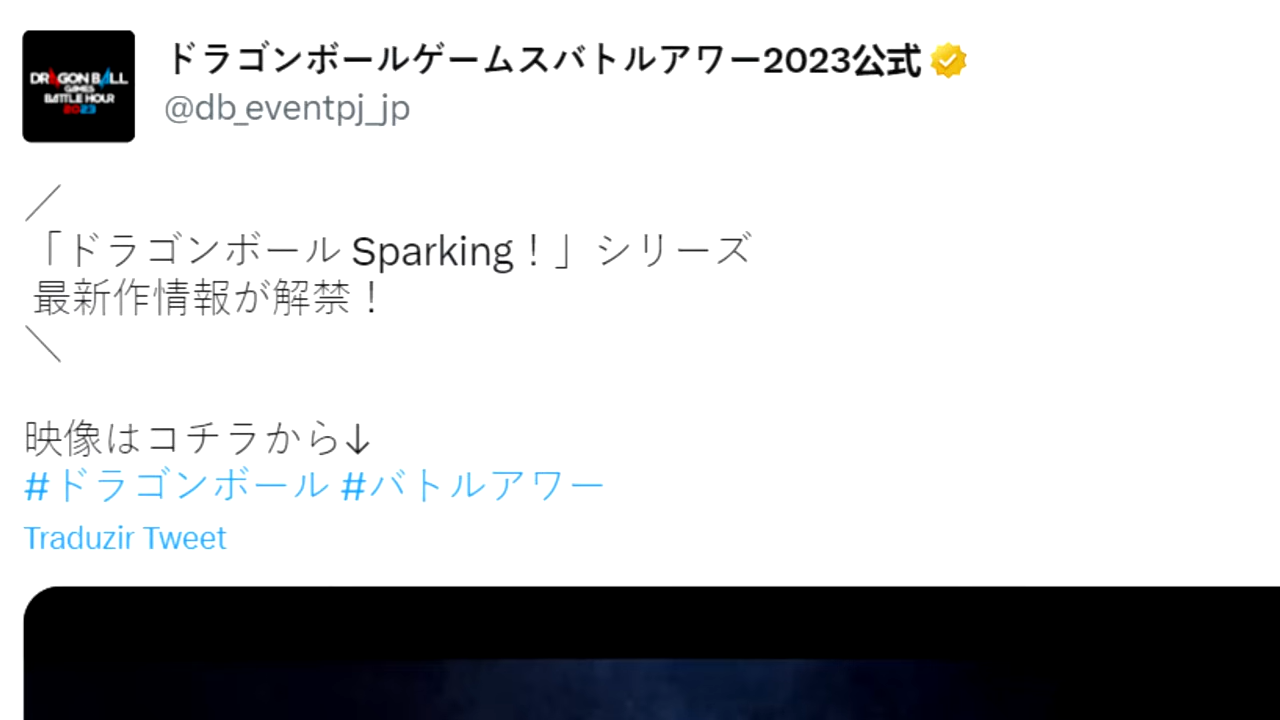 DRAGON BALL
GAMES
BATTLE HOUR
2023
ドラゴンボールゲームスバトルアワー2023公式
@db_eventpj_jp
／
「ドラゴンボール Sparking！」シリーズ
最新作情報が解禁！
＼
映像はコチラから↓
#ドラゴンボール #バトルアワー
Traduzir Tweet